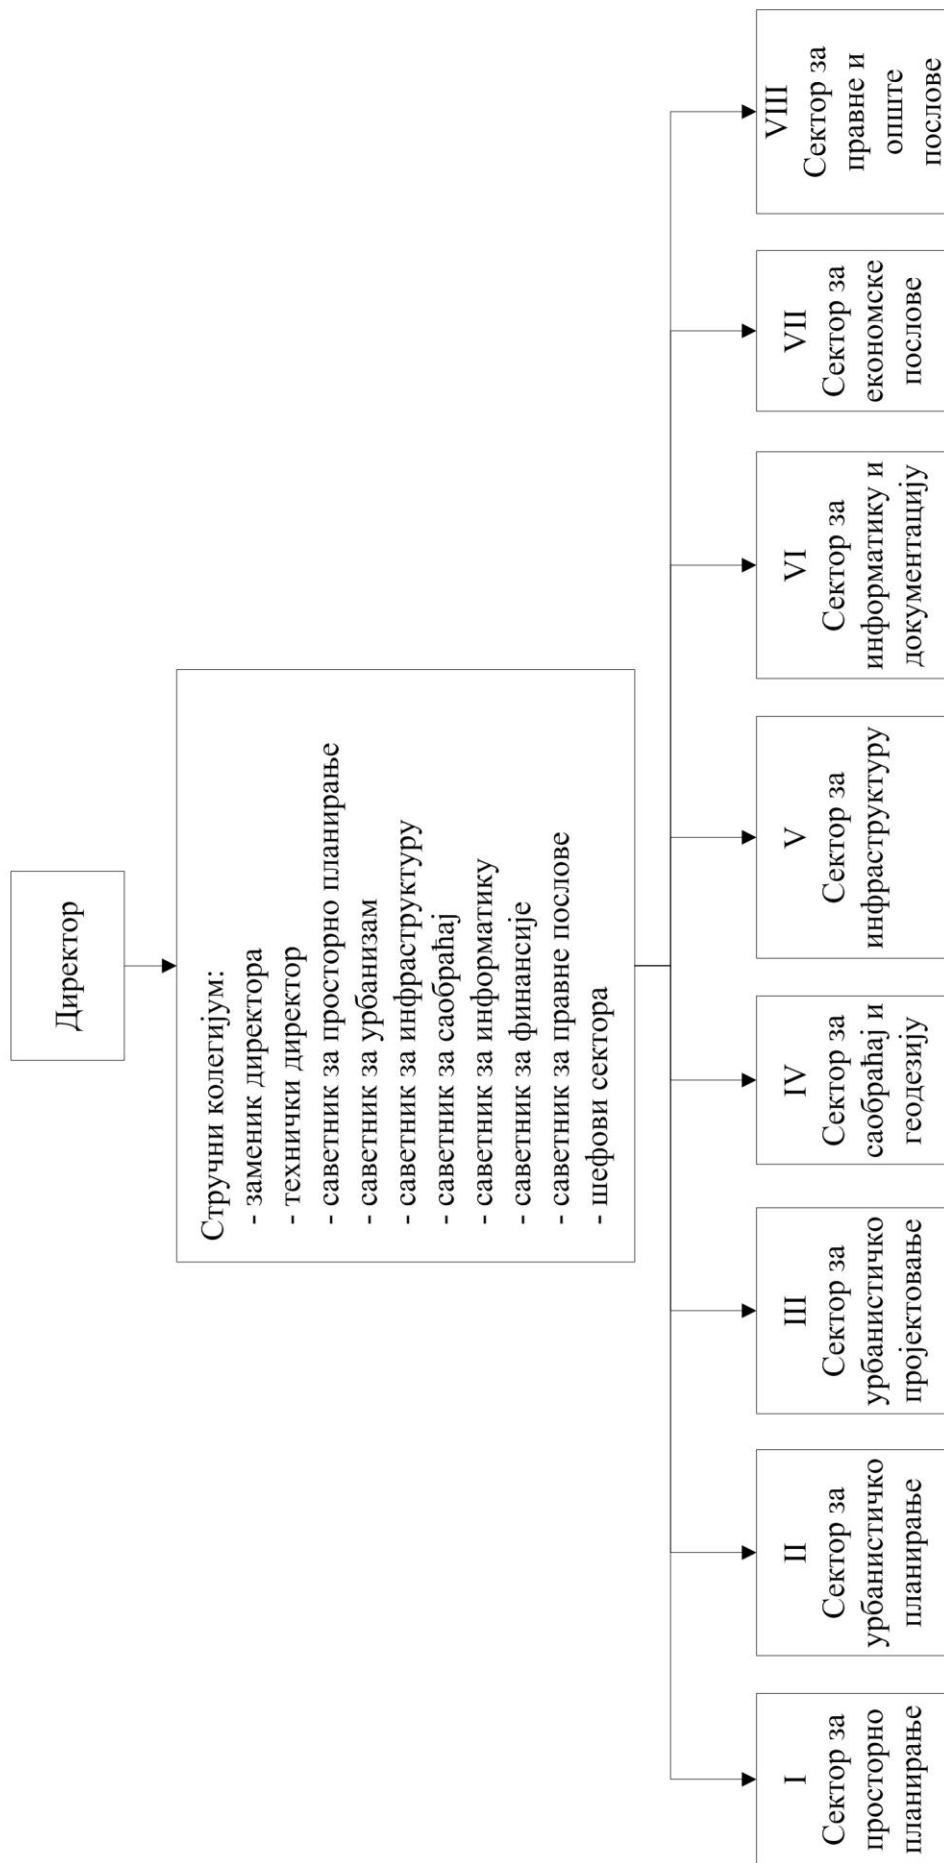 Директор
Стручни колегијум:
- заменик директора
- технички директор
- саветник за просторно планирање
- саветник за урбанизам
- саветник за инфраструктуру
- саветник за саобраћај
- саветник за информатику
- саветник за финансије
- саветник за правне послове
- шефови сектора
I
Сектор за
просторно
планирање
II
Сектор за
урбанистичко
планирање
III
Сектор за
урбанистичко
пројектовање
IV
Сектор за
саобраћај и
геодезију
V
Сектор за
инфраструктуру
VI
Сектор за
информатику и
документацију
VII
Сектор за
економске
послове
VIII
Сектор за
правне и
опште
послове